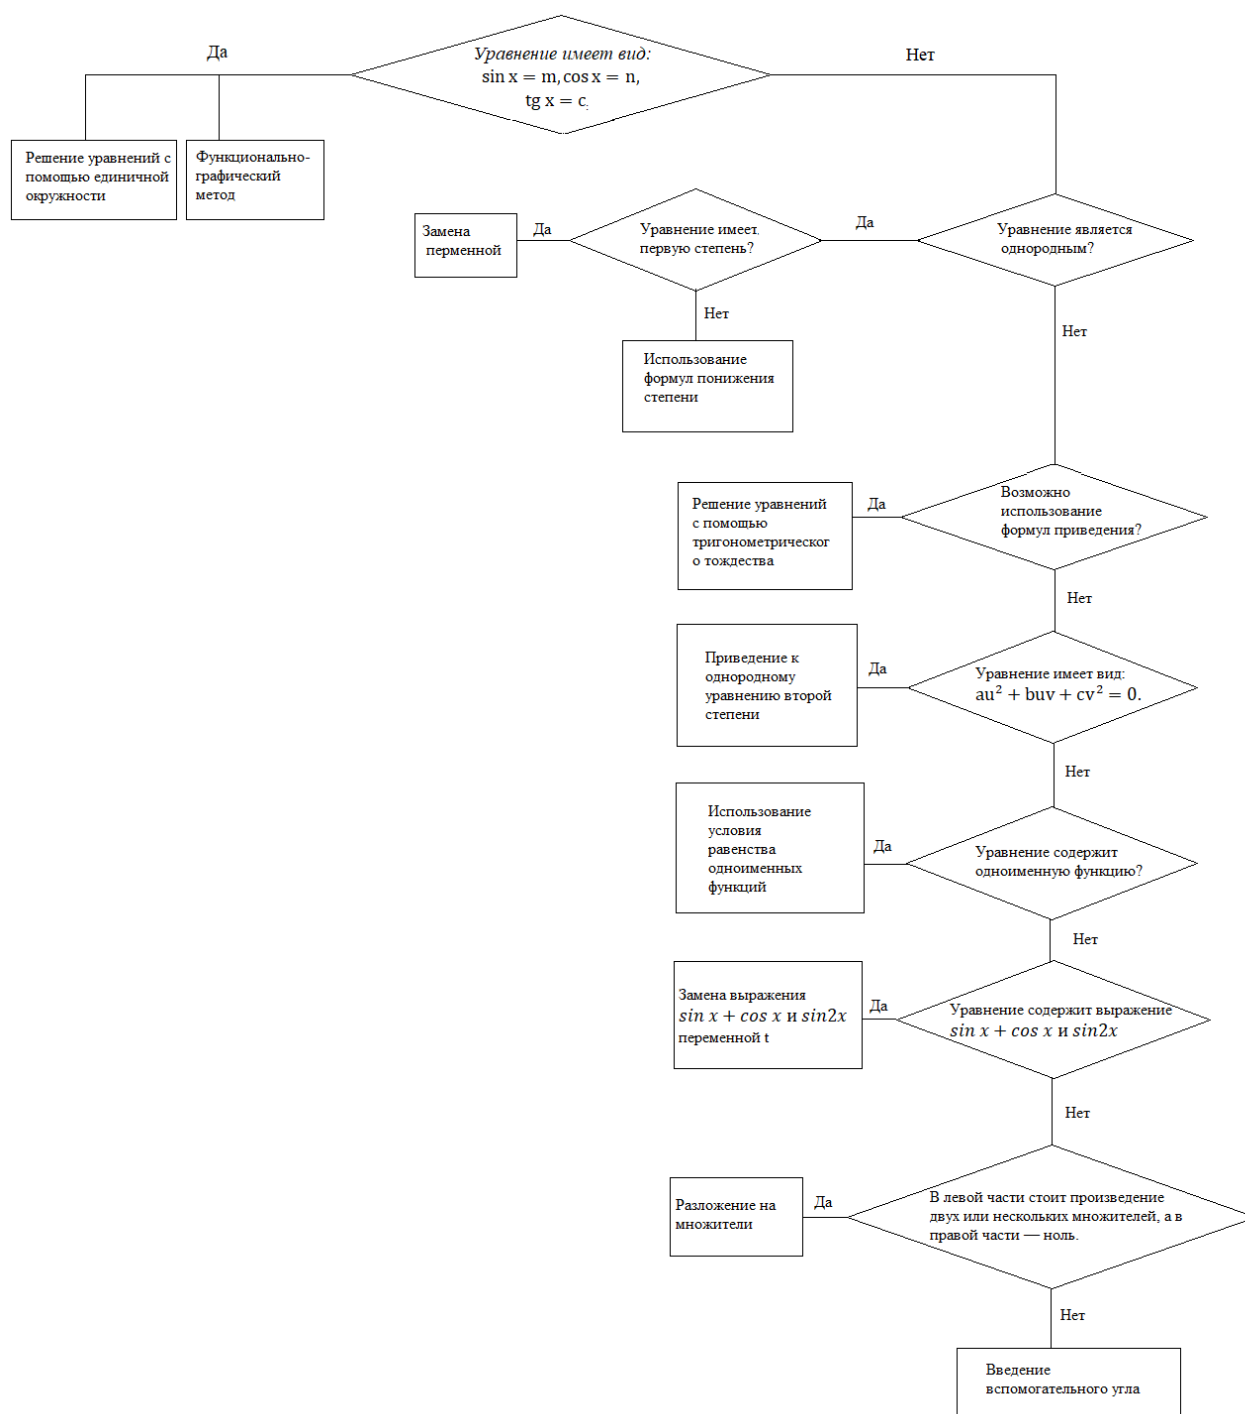 Да
Уравнение имеет вид:
sin x = m, cos x = n,
tg x = c.
Нет
Решение уравнений с
помощью единичной
окружности
Функционально-
графический
метод
Замена
перменной
Да
Уравнение имеет
первую степень?
Да
Уравнение является
однородным?
Нет
Нет
Использование
формул понижения
степени
Решение уравнений
с помощью
тригонометрическог
о тождества
Да
Возможно
использование
формул приведения?
Нет
Приведение к
однородному
уравнению второй
степени
Да
Уравнение имеет вид:
au² + buv + cv² = 0.
Нет
Использование
условия
равенства
одноименных
функций
Да
Уравнение содержит
одноименную функцию?
Нет
Замена выражения
sin x + cos x и sin2x
переменной t
Да
Уравнение содержит выражение
sin x + cos x и sin2x
Нет
Разложение на
множители
Да
В левой части стоит произведение
двух или нескольких множителей, а в
правой части — ноль.
Нет
Введение
вспомогательного угла